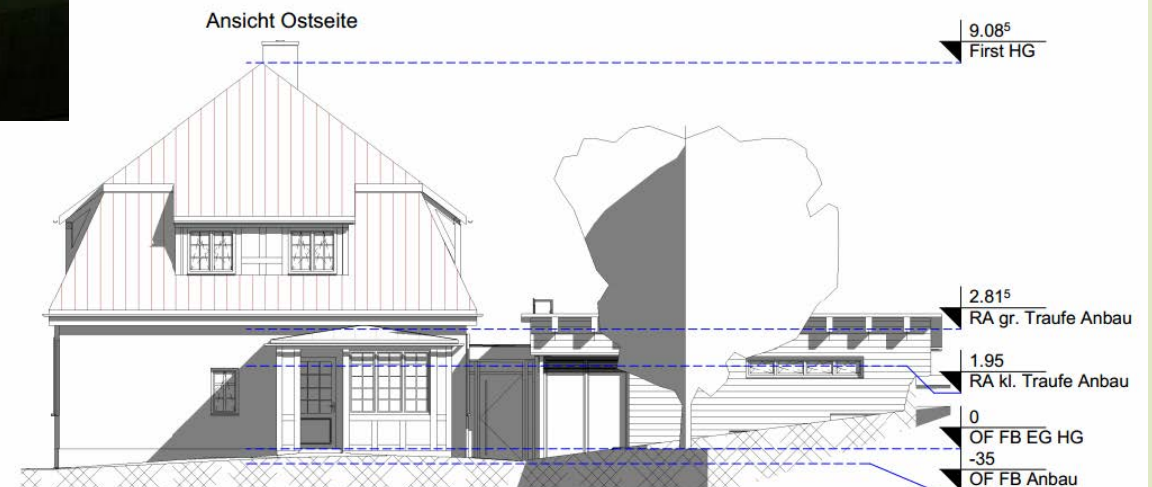 Ansicht Ostseite
9.08⁵
First HG
2.81⁵
RA gr. Traufe Anbau
1.95
RA kl. Traufe Anbau
0
OF FB EG HG
-35
OF FB Anbau